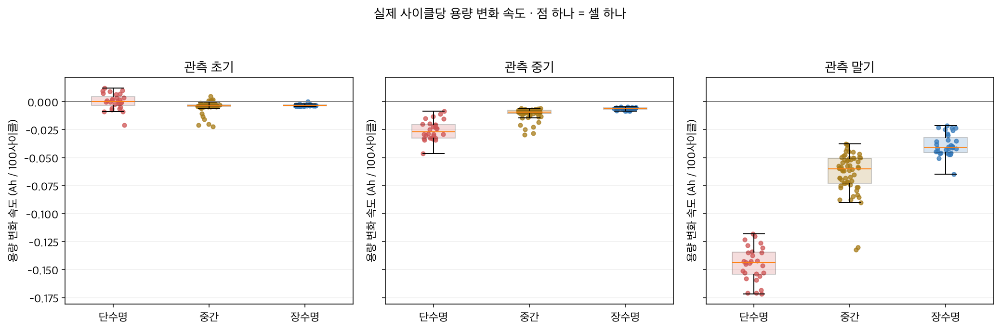 실제 사이클당 용량 변화 속도 · 점 하나 = 셀 하나
관측 초기
용량 변화 속도 (Ah / 100사이클)
0.000
-0.025
-0.050
-0.075
-0.100
-0.125
-0.150
-0.175
단수명
중간
장수명
관측 중기
용량 변화 속도 (Ah / 100사이클)
단수명
중간
장수명
관측 말기
용량 변화 속도 (Ah / 100사이클)
단수명
중간
장수명